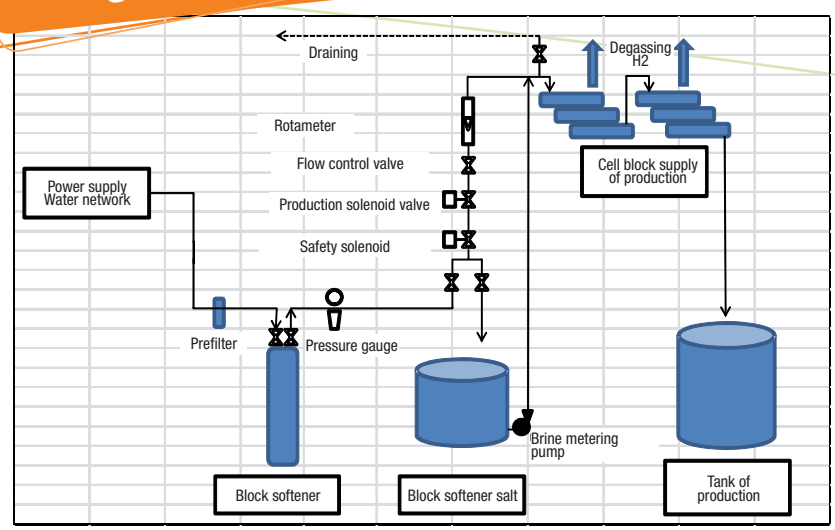 Draining
Degassing
H2
Rotameter
Flow control valve
Cell block supply
of production
Power supply
Water network
Production solenoid valve
Safety solenoid
Prefilter
Pressure gauge
Brine metering
pump
Block softener
Block softener salt
Tank of
production